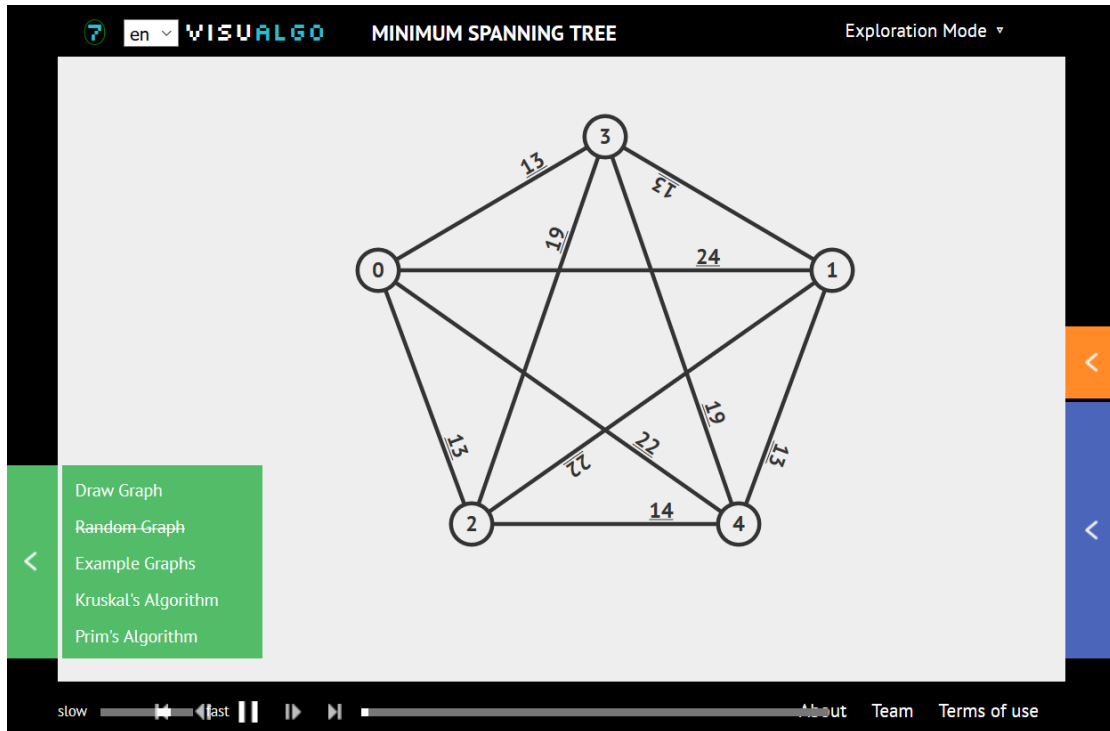 7 en VISUALGO MINIMUM SPANNING TREE Exploration Mode
3
13
13
19
24
0
1
13
22
22
19
13
14
2
4
Draw Graph
Random Graph
Example Graphs
Kruskal's Algorithm
Prim's Algorithm
slow fast About Team Terms of use